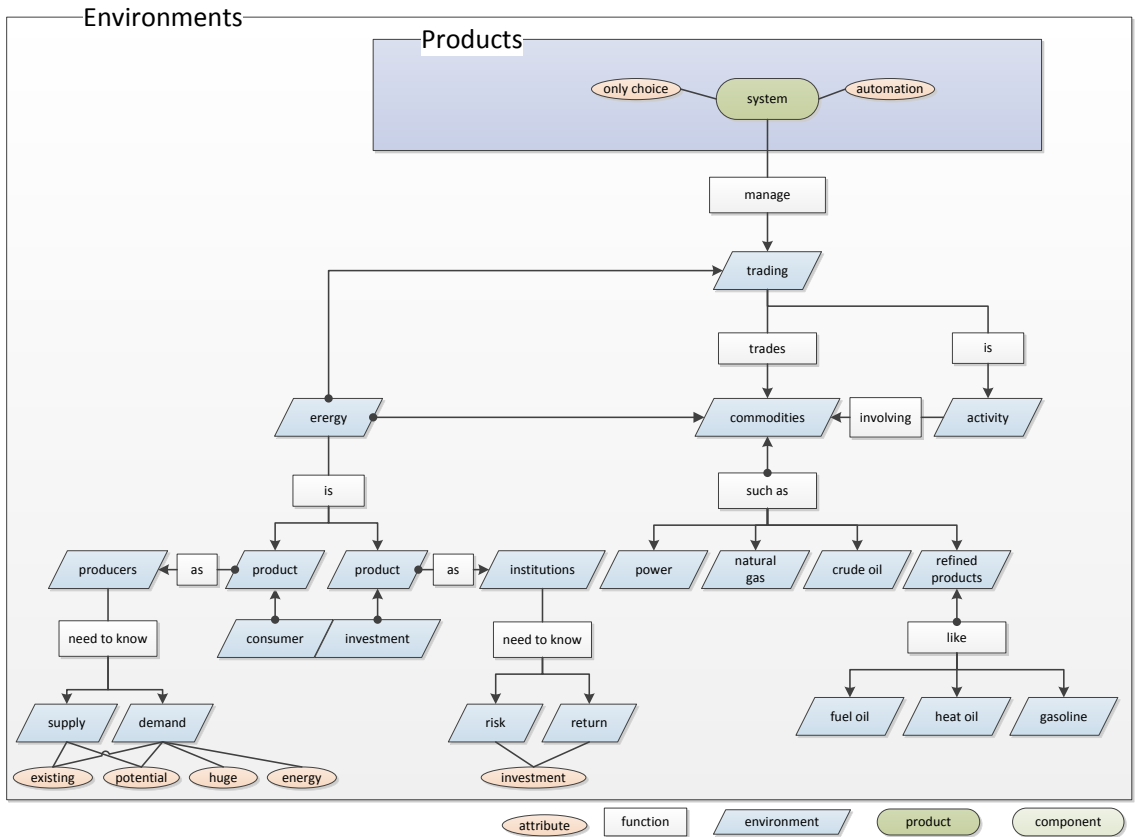 Environments
Products
only choice
system
automation
manage
trading
trades
is
erergy
commodities
involving
activity
is
such as
producers
as
product
product
as
institutions
power
natural
gas
crude oil
refined
products
need to know
consumer
investment
need to know
like
supply
demand
risk
return
fuel oil
heat oil
gasoline
existing
potential
huge
energy
investment
attribute
function
environment
product
component